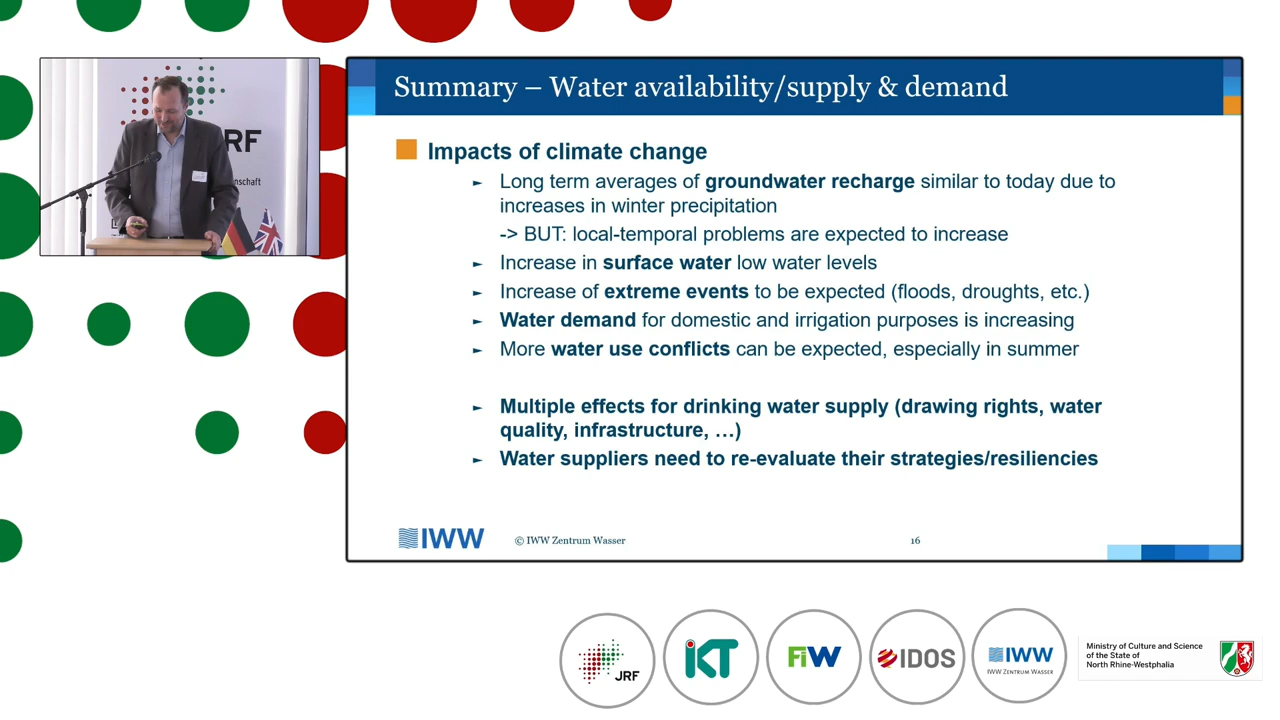 RF
nschaft
Summary – Water availability/supply & demand
Impacts of climate change
► Long term averages of groundwater recharge similar to today due to
increases in winter precipitation
-> BUT: local-temporal problems are expected to increase
► Increase in surface water low water levels
► Increase of extreme events to be expected (floods, droughts, etc.)
► Water demand for domestic and irrigation purposes is increasing
► More water use conflicts can be expected, especially in summer
► Multiple effects for drinking water supply (drawing rights, water
quality, infrastructure, …)
► Water suppliers need to re-evaluate their strategies/resiliencies
IWW
© IWW Zentrum Wasser
16
JRF
iKT
FiW
IDOS
IWW
IWW ZENTRUM WASSER
Ministry of Culture and Science
of the State of
North Rhine-Westphalia